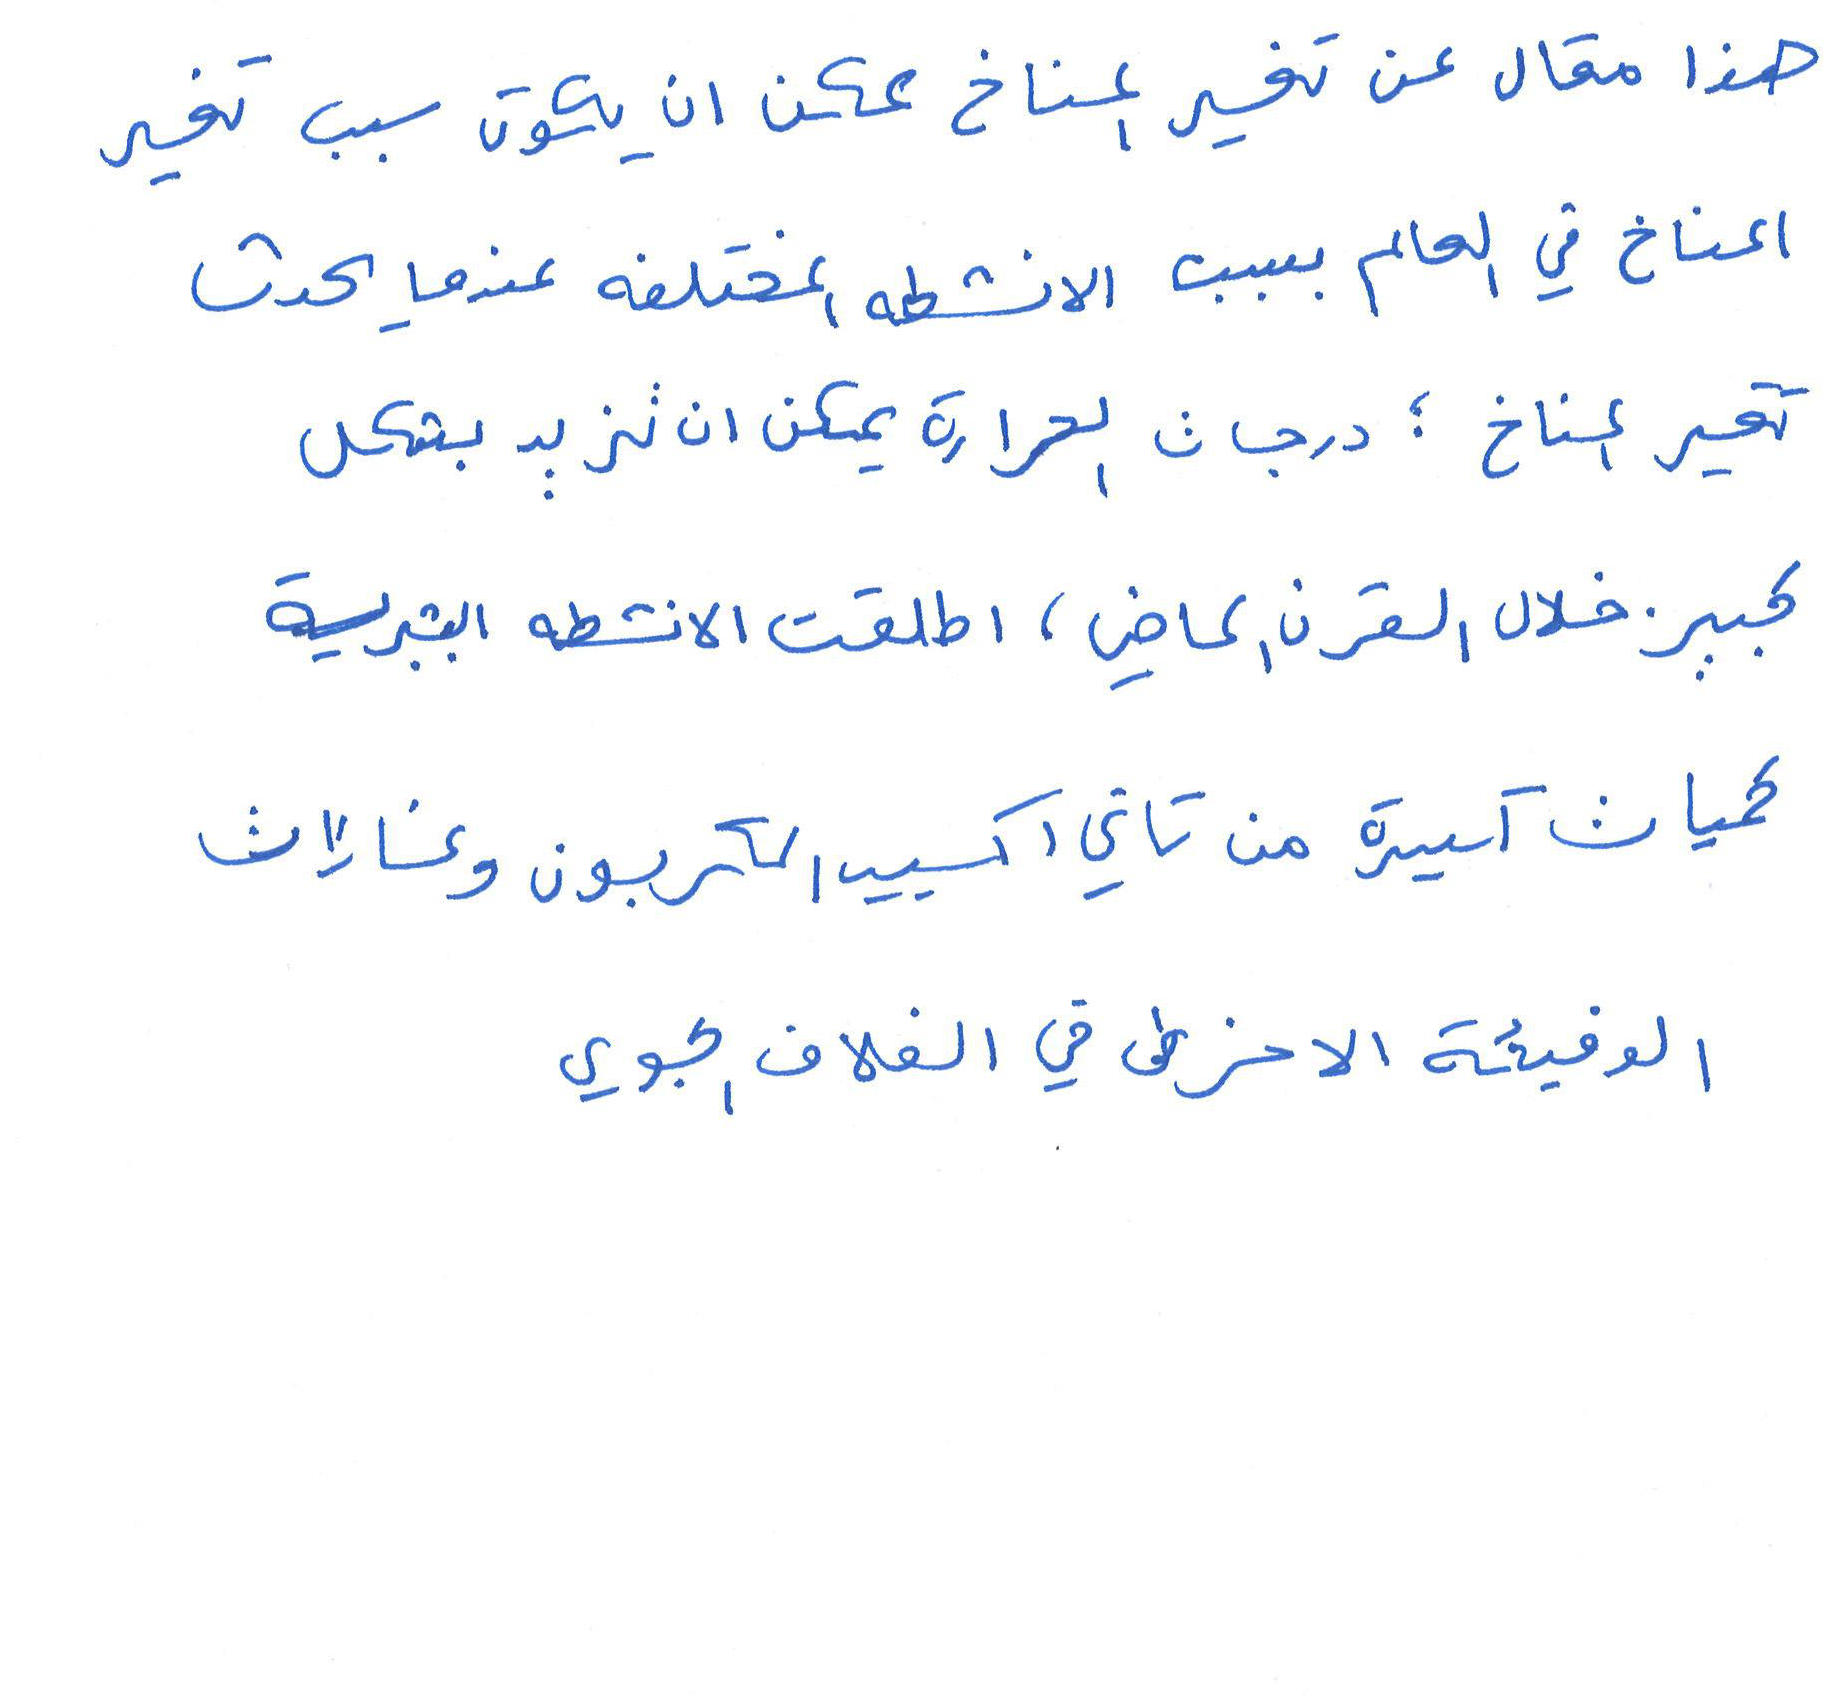 هذا مقال عن تغير المناخ يمكن ان يكون سبب تغير
المناخ في العالم بسبب الانشطه المختلفه عندما يحدث
تغير المناخ ؛ درجات الحرارة يمكن ان تزيد بشكل
كبير. خلال القرن الماضي، اطلقت الانشطه البشرية
كميات كبيرة من ثاني اكسيد الكربون وغازات
الدفيئة الاخرى في الغلاف الجوي